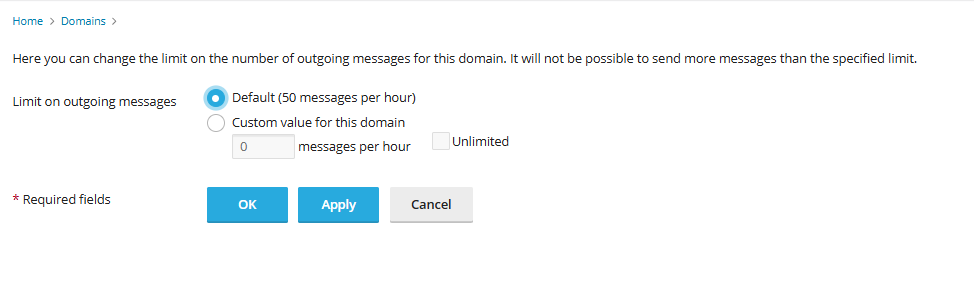 Home > Domains >
Here you can change the limit on the number of outgoing messages for this domain. It will not be possible to send more messages than the specified limit.
Limit on outgoing messages
Default (50 messages per hour)
Custom value for this domain
0 messages per hour Unlimited
* Required fields
OK Apply Cancel